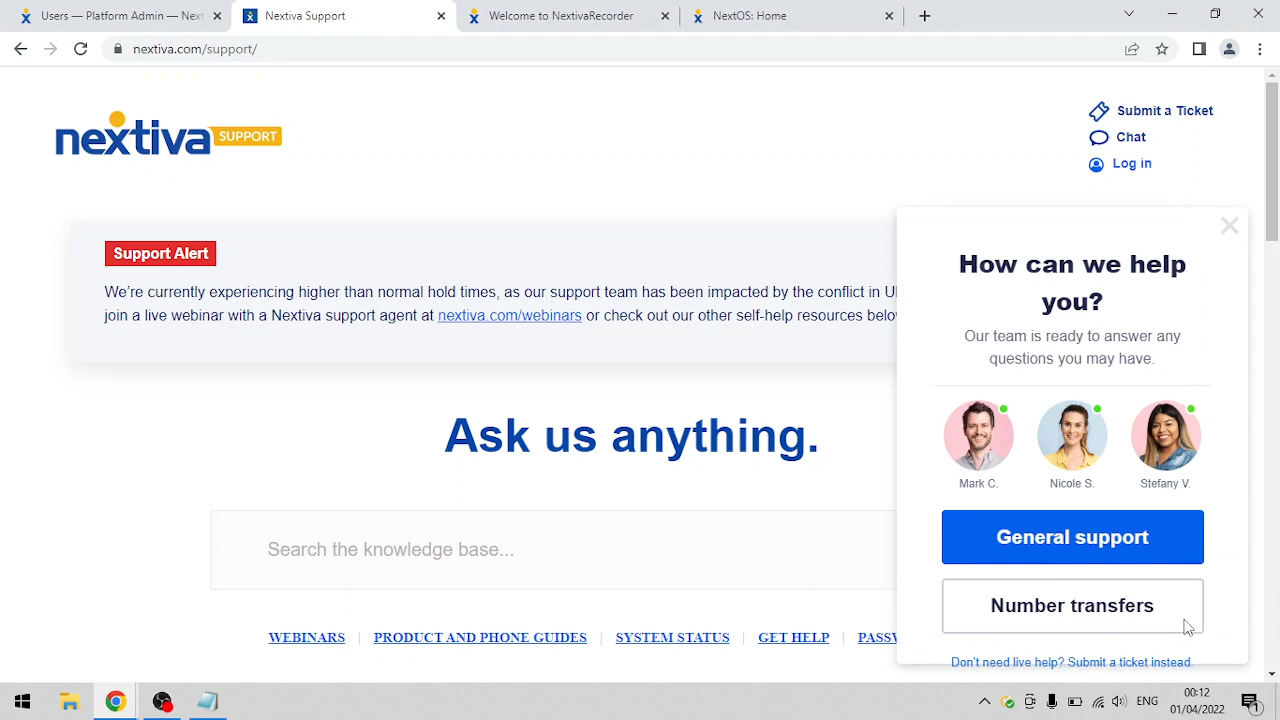 Users — Platform Admin — Next
Nextiva Support
Welcome to NextivaRecorder
NextOS: Home
nextiva.com/support/
nextiva SUPPORT
Submit a Ticket
Chat
Log in
Support Alert
We're currently experiencing higher than normal hold times, as our support team has been impacted by the conflict in
join a live webinar with a Nextiva support agent at nextiva.com/webinars or check out our other self-help resources
Ask us anything.
Search the knowledge base...
WEBINARS
PRODUCT AND PHONE GUIDES
SYSTEM STATUS
GET HELP
How can we help
you?
Our team is ready to answer any
questions you may have.
Mark C.
Nicole S.
Stefany V.
General support
Number transfers
Don't need live help? Submit a ticket instead.
ENG
00:12
01/04/2022
1